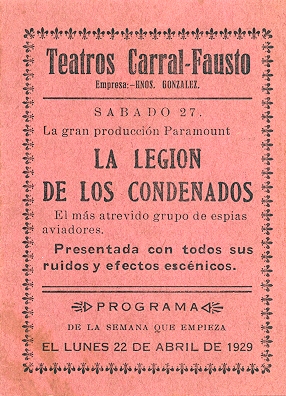 Teatros Carral-Fausto
Empresa:-HNOS. GONZALEZ.
SABADO 27.
La gran producción Paramount
LA LEGION
DE LOS CONDENADOS
El más atrevido grupo de espias
aviadores.
Presentada con todos sus
ruidos y efectos escénicos.
PROGRAMA
DE LA SEMANA QUE EMPIEZA
EL LUNES 22 DE ABRIL DE 1929